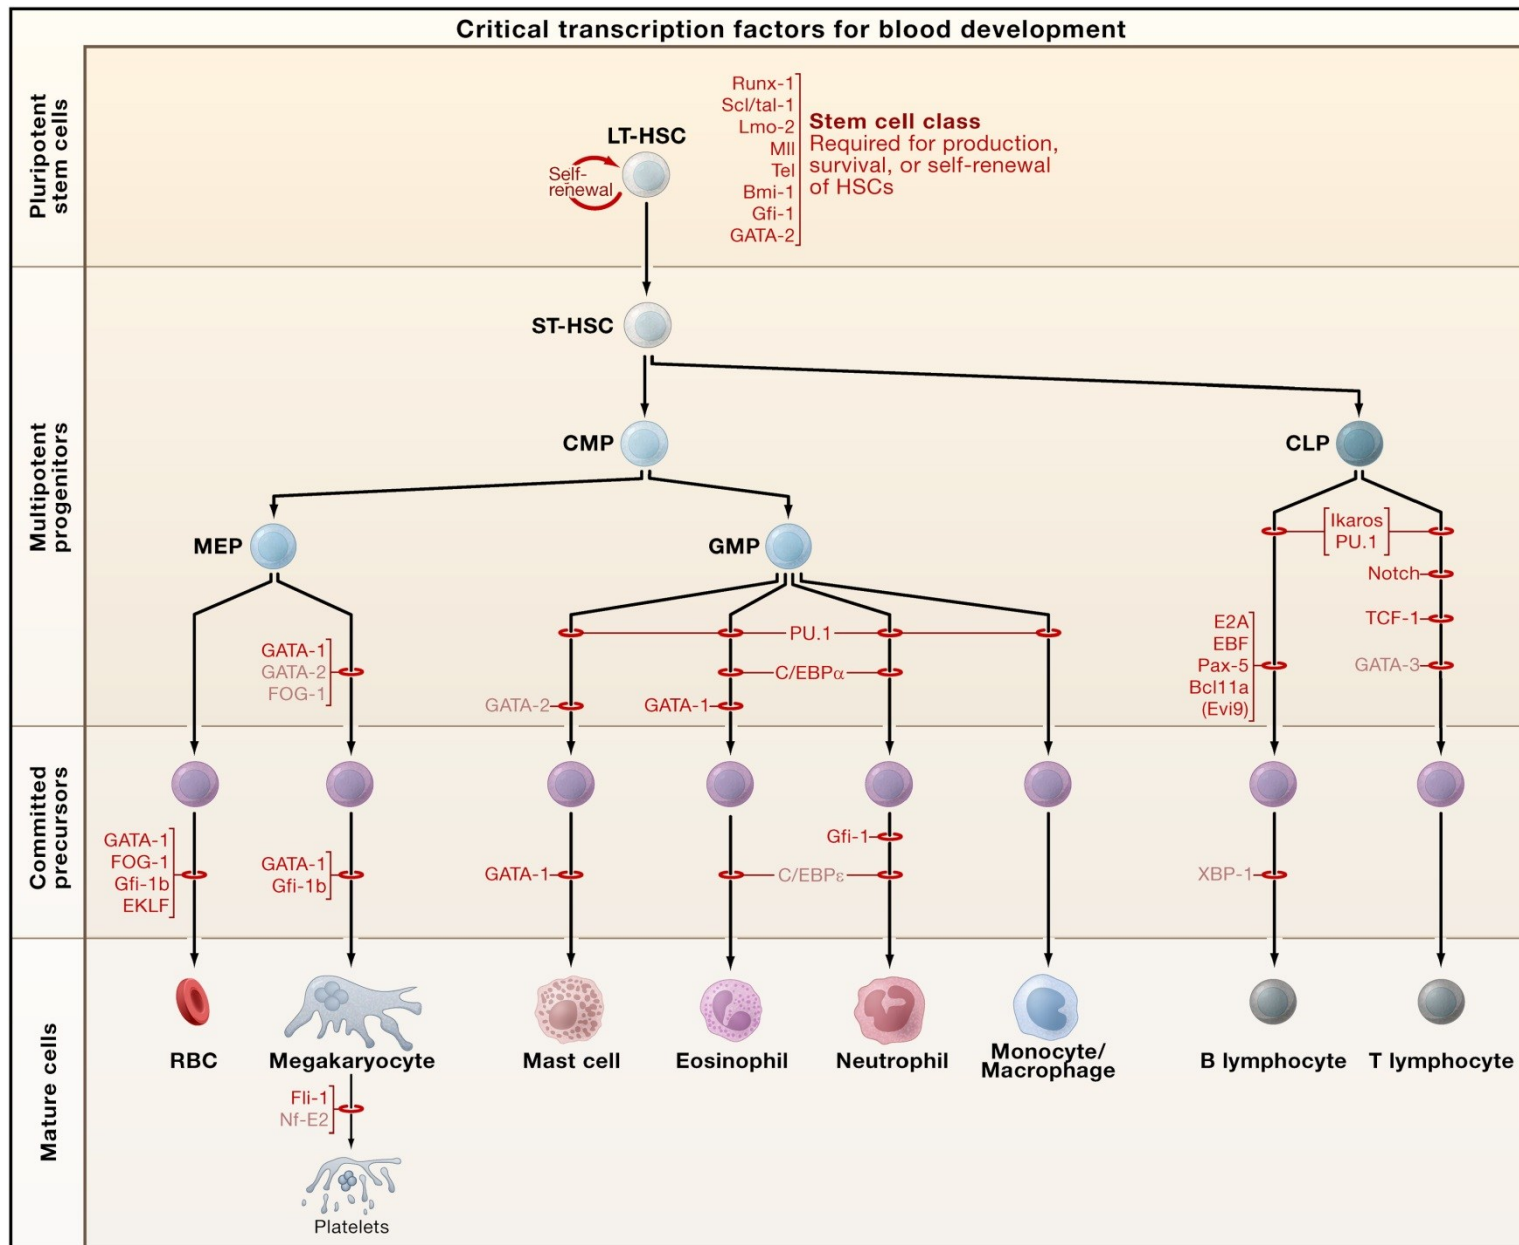 Critical transcription factors for blood development
Pluripotent
stem cells
LT-HSC
Self-
renewal
Runx-1
Scl/tal-1
Lmo-2
Mll
Tel
Bmi-1
Gfi-1
GATA-2
Stem cell class
Required for production,
survival, or self-renewal
of HSCs
Multipotent
progenitors
ST-HSC
CMP
CLP
MEP
GMP
Ikaros
PU.1
Notch
TCF-1
GATA-3
E2A
EBF
Pax-5
Bcl11a
(Evi9)
GATA-1
GATA-2
FOG-1
PU.1
C/EBPα
GATA-2
GATA-1
Committed
precursors
GATA-1
FOG-1
Gfi-1b
EKLF
GATA-1
Gfi-1b
GATA-1
Gfi-1
C/EBPε
XBP-1
Mature cells
RBC
Megakaryocyte
Mast cell
Eosinophil
Neutrophil
Monocyte/
Macrophage
B lymphocyte
T lymphocyte
Fli-1
Nf-E2
Platelets